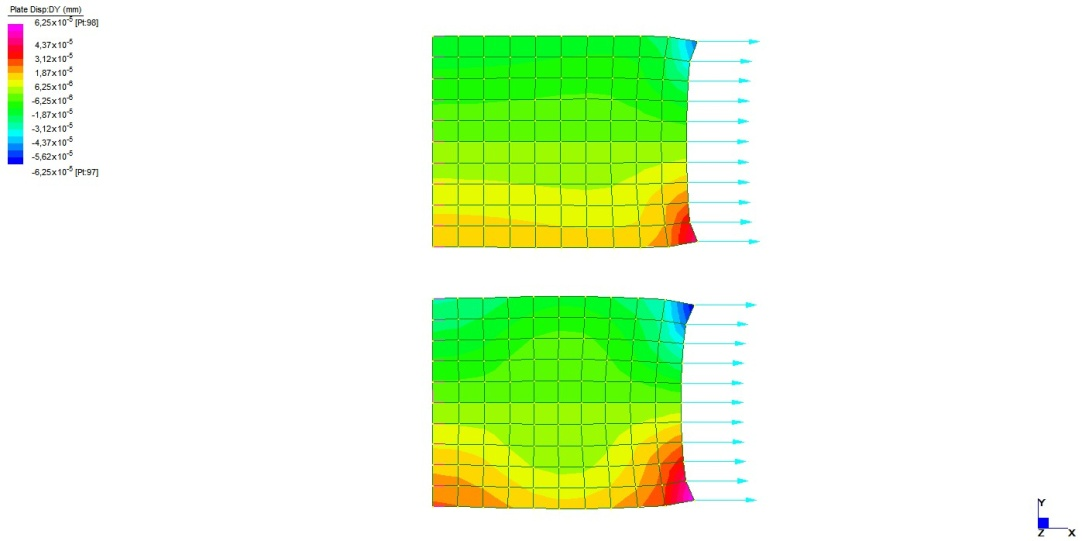 Plate Disp:DY (mm)
6,25x10⁻⁵ [Pt:98]
4,37x10⁻⁵
3,12x10⁻⁵
1,87x10⁻⁵
6,25x10⁻⁶
-6,25x10⁻⁶
-1,87x10⁻⁵
-3,12x10⁻⁵
-4,37x10⁻⁵
-5,62x10⁻⁵
-6,25x10⁻⁵ [Pt:97]
Y
Z X